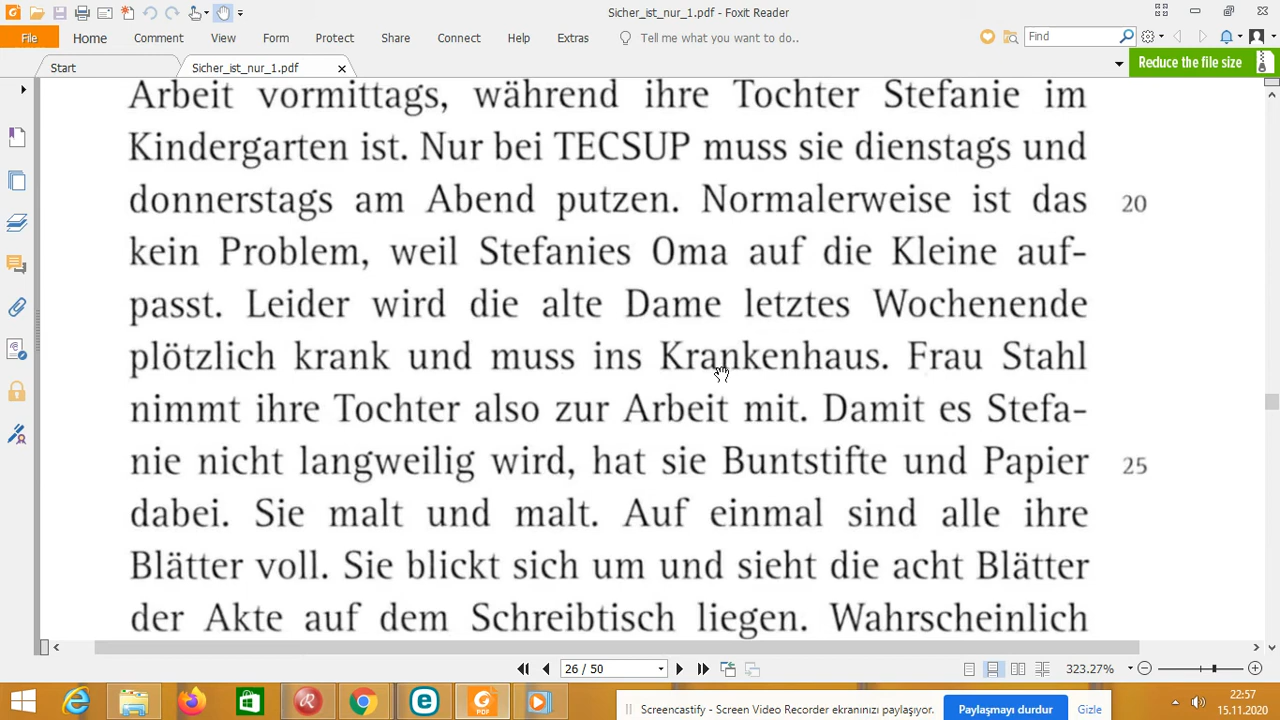 Sicher_ist_nur_1.pdf - Foxit Reader
File Home Comment View Form Protect Share Connect Help Extras Tell me what you want to do.. Find
Start Sicher_ist_nur_1.pdf Reduce the file size
Arbeit vormittags, während ihre Tochter Stefanie im
Kindergarten ist. Nur bei TECSUP muss sie dienstags und
donnerstags am Abend putzen. Normalerweise ist das 20
kein Problem, weil Stefanies Oma auf die Kleine auf-
passt. Leider wird die alte Dame letztes Wochenende
plötzlich krank und muss ins Krankenhaus. Frau Stahl
nimmt ihre Tochter also zur Arbeit mit. Damit es Stefa-
nie nicht langweilig wird, hat sie Buntstifte und Papier 25
dabei. Sie malt und malt. Auf einmal sind alle ihre
Blätter voll. Sie blickt sich um und sieht die acht Blätter
der Akte auf dem Schreibtisch liegen. Wahrscheinlich
26 / 50 323.27%
Screencastify - Screen Video Recorder ekranınızı paylaşıyor. Paylaşmayı durdur Gizle
22:57
15.11.2020